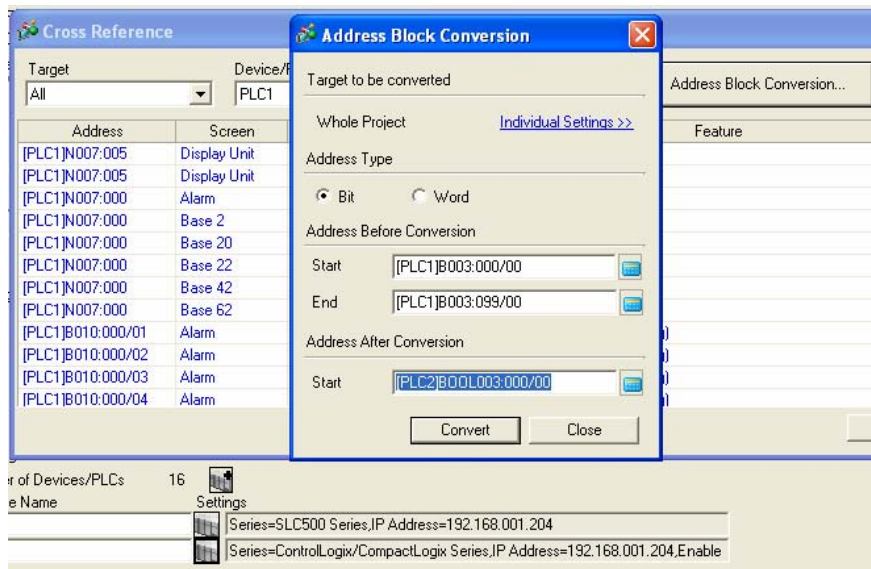 Cross Reference
Target
Device/
All
PLC1
Address Block Conversion...
Address Screen Feature
[PLC1]N007:005 Display Unit
[PLC1]N007:005 Display Unit
[PLC1]N007:000 Alarm
[PLC1]N007:000 Base 2
[PLC1]N007:000 Base 20
[PLC1]N007:000 Base 22
[PLC1]N007:000 Base 42
[PLC1]N007:000 Base 62
[PLC1]B010:000/01 Alarm
[PLC1]B010:000/02 Alarm
[PLC1]B010:000/03 Alarm
[PLC1]B010:000/04 Alarm
Address Block Conversion
Target to be converted
Whole Project Individual Settings >>
Address Type
Bit Word
Address Before Conversion
Start [PLC1]B003:000/00
End [PLC1]B003:099/00
Address After Conversion
Start [PLC2]BOOL003:000/00
Convert Close
er of Devices/PLCs 16
e Name Settings
Series=SLC500 Series,IP Address=192.168.001.204
Series=ControlLogix/CompactLogix Series,IP Address=192.168.001.204,Enable